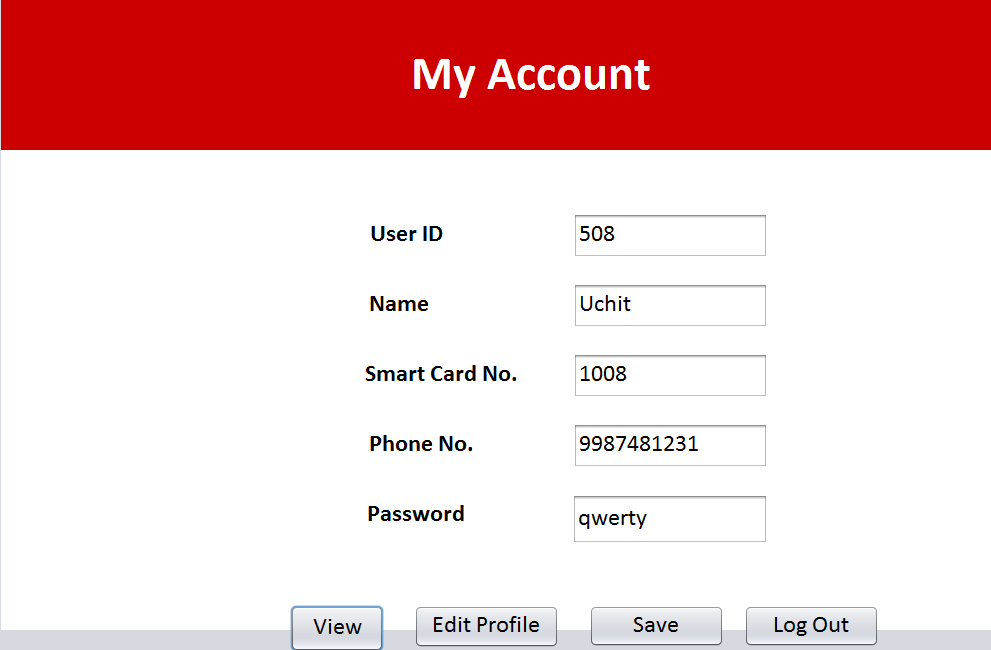 My Account
User ID 508
Name Uchit
Smart Card No. 1008
Phone No. 9987481231
Password qwerty
View Edit Profile Save Log Out